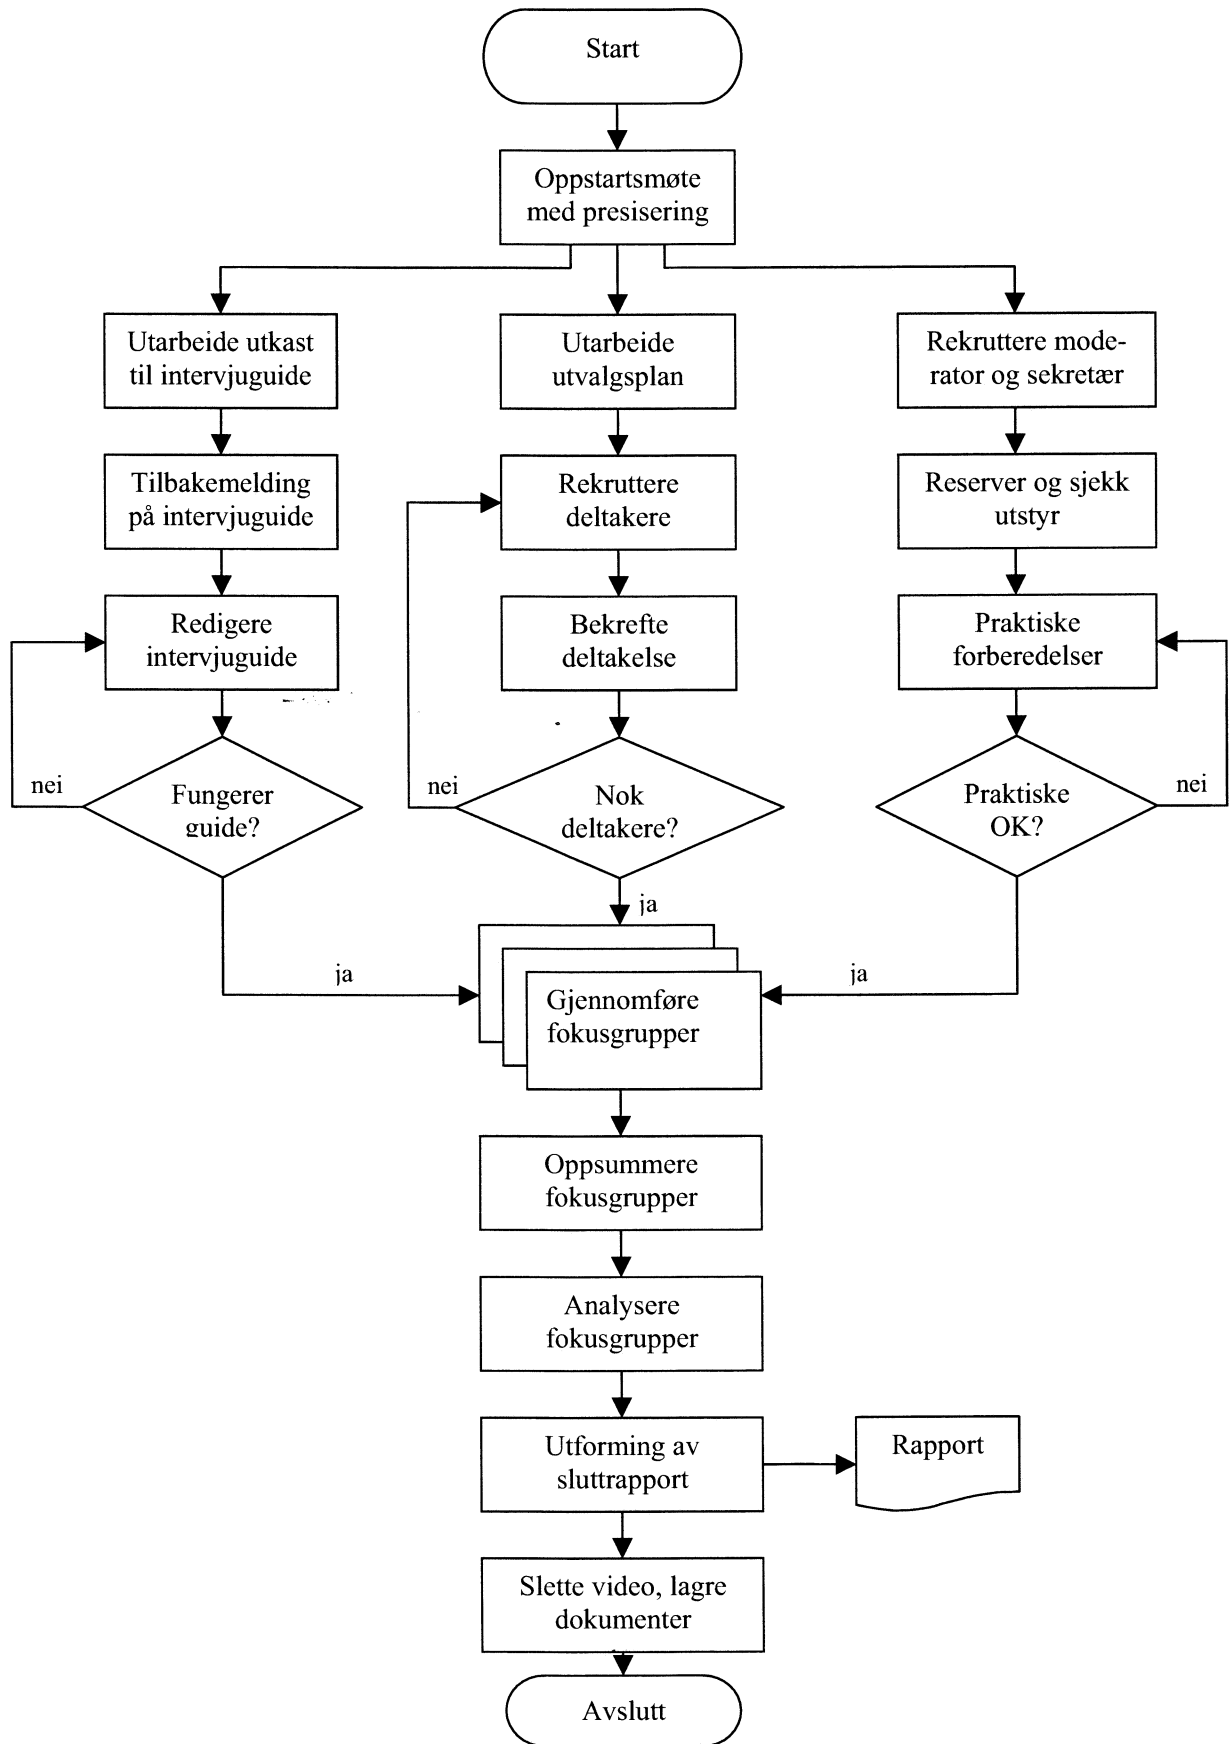 Start
Oppstartsmøte
med presisering
Utarbeide utkast
til intervjuguide
Utarbeide
utvalgsplan
Rekruttere mode-
rator og sekretær
Tilbakemelding
på intervjuguide
Rekruttere
deltakere
Reserver og sjekk
utstyr
Redigere
intervjuguide
Bekrefte
deltakelse
Praktiske
forberedelser
nei
Fungerer
guide?
nei
Nok
deltakere?
Praktiske
OK?
nei
ja
ja
ja
Gjennomføre
fokusgrupper
Oppsummere
fokusgrupper
Analysere
fokusgrupper
Utforming av
sluttrapport
Rapport
Slette video, lagre
dokumenter
Avslutt